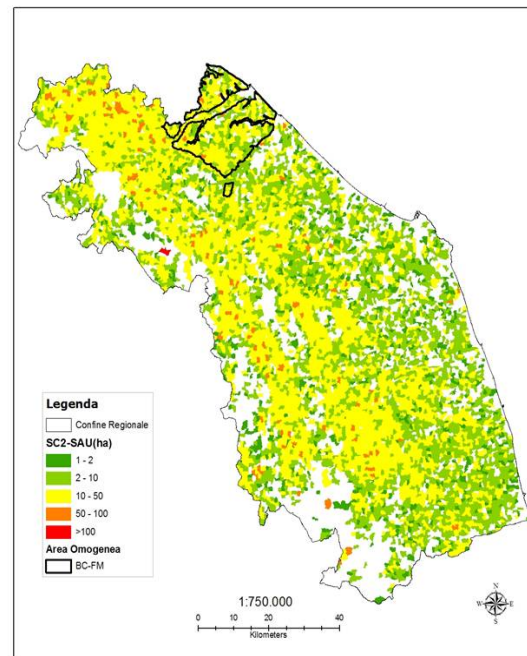 Legenda
Confine Regionale
SC2-SAU(ha)
1 - 2
2 - 10
10 - 50
50 - 100
>100
Area Omogenea
BC-FM
1:750.000
0 10 20 40
Kilometers
N
W E
S